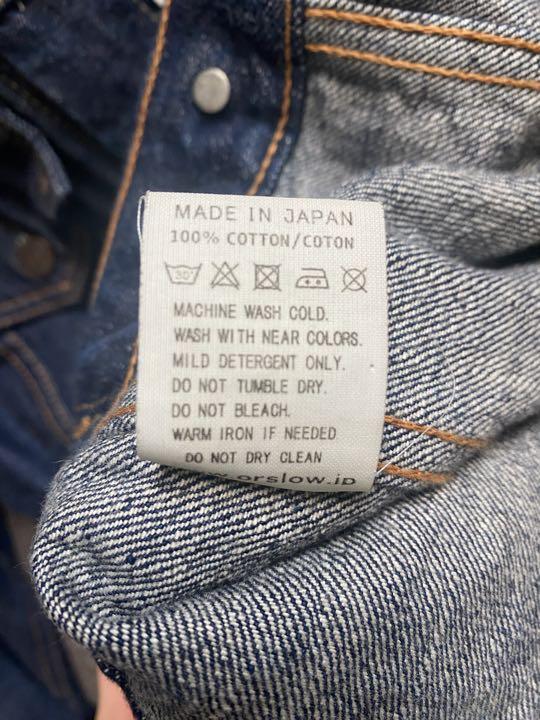 MADE IN JAPAN
100% COTTON/COTON
30°
MACHINE WASH COLD.
WASH WITH NEAR COLORS.
MILD DETERGENT ONLY.
DO NOT TUMBLE DRY.
DO NOT BLEACH.
WARM IRON IF NEEDED
DO NOT DRY CLEAN
www.orslow.jp